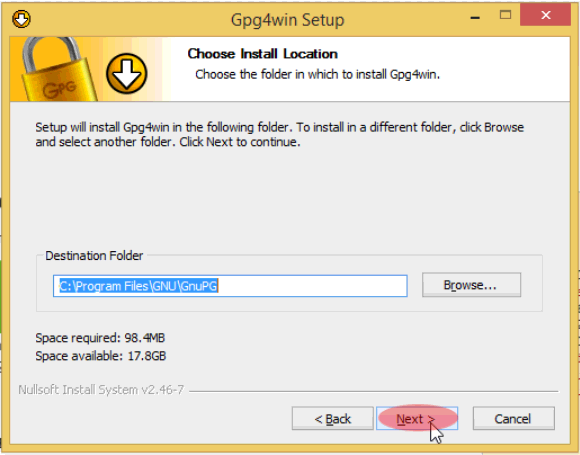 Gpg4win Setup
Choose Install Location
Choose the folder in which to install Gpg4win.
GPG
Setup will install Gpg4win in the following folder. To install in a different folder, click Browse
and select another folder. Click Next to continue.
Destination Folder
C:\Program Files\GNU\GnuPG
Browse...
Space required: 98.4MB
Space available: 17.8GB
Nullsoft Install System v2.46-7
< Back
Next >
Cancel